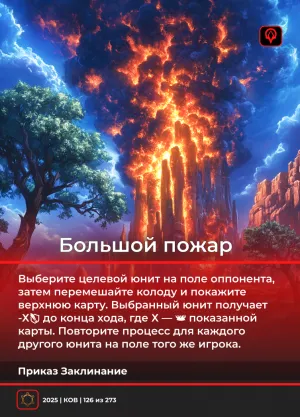 Большой пожар
Выберите целевой юнит на поле оппонента,
затем перемешайте колоду и покажите
верхнюю карту. Выбранный юнит получает
-X до конца хода, где X — показанной
карты. Повторите процесс для каждого
другого юнита на поле того же игрока.
Приказ Заклинание
2025 | КОВ | 126 из 273